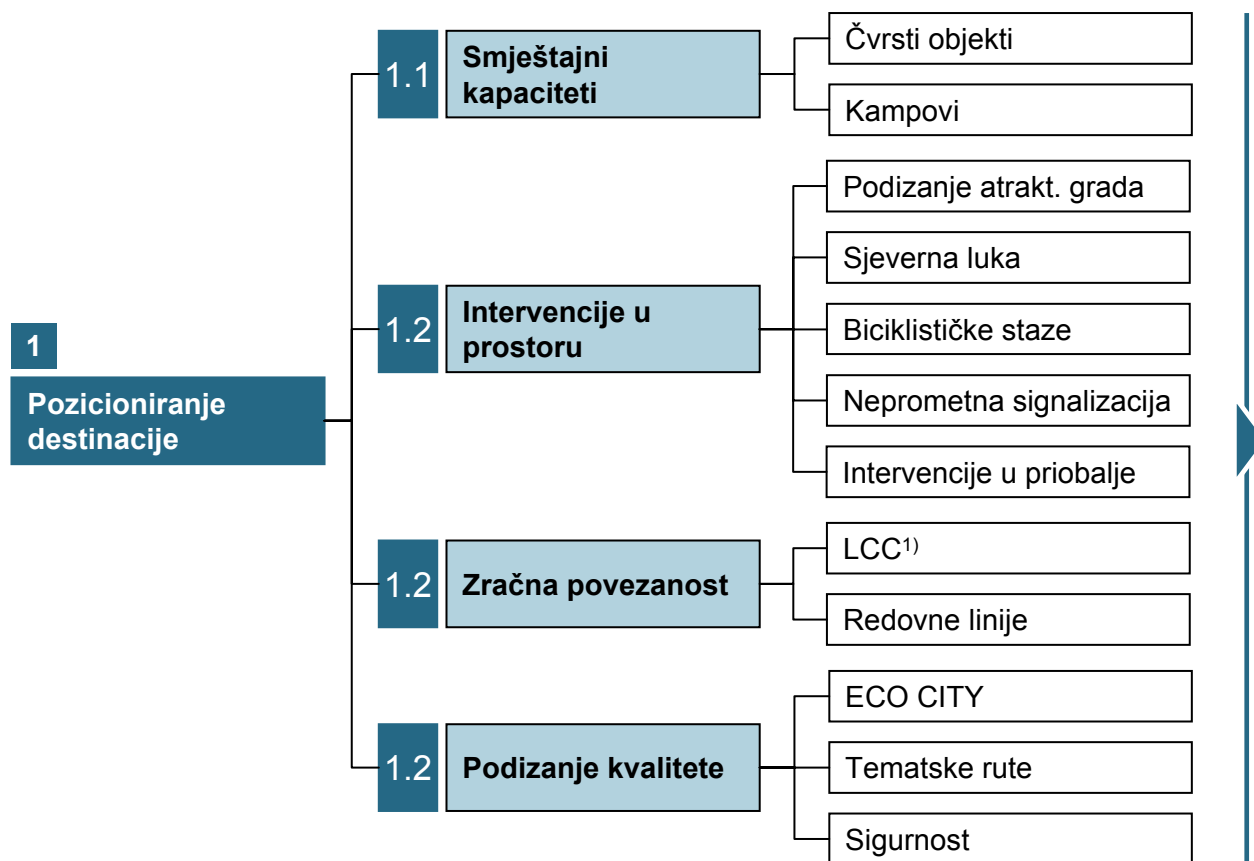 1
Pozicioniranje
destinacije
1.1
Smještajni
kapaciteti
Čvrsti objekti
Kampovi
1.2
Intervencije u
prostoru
Podizanje atrakt. grada
Sjeverna luka
Biciklističke staze
Neprometna signalizacija
Intervencije u priobalje
1.2
Zračna povezanost
LCC¹⁾
Redovne linije
1.2
Podizanje kvalitete
ECO CITY
Tematske rute
Sigurnost